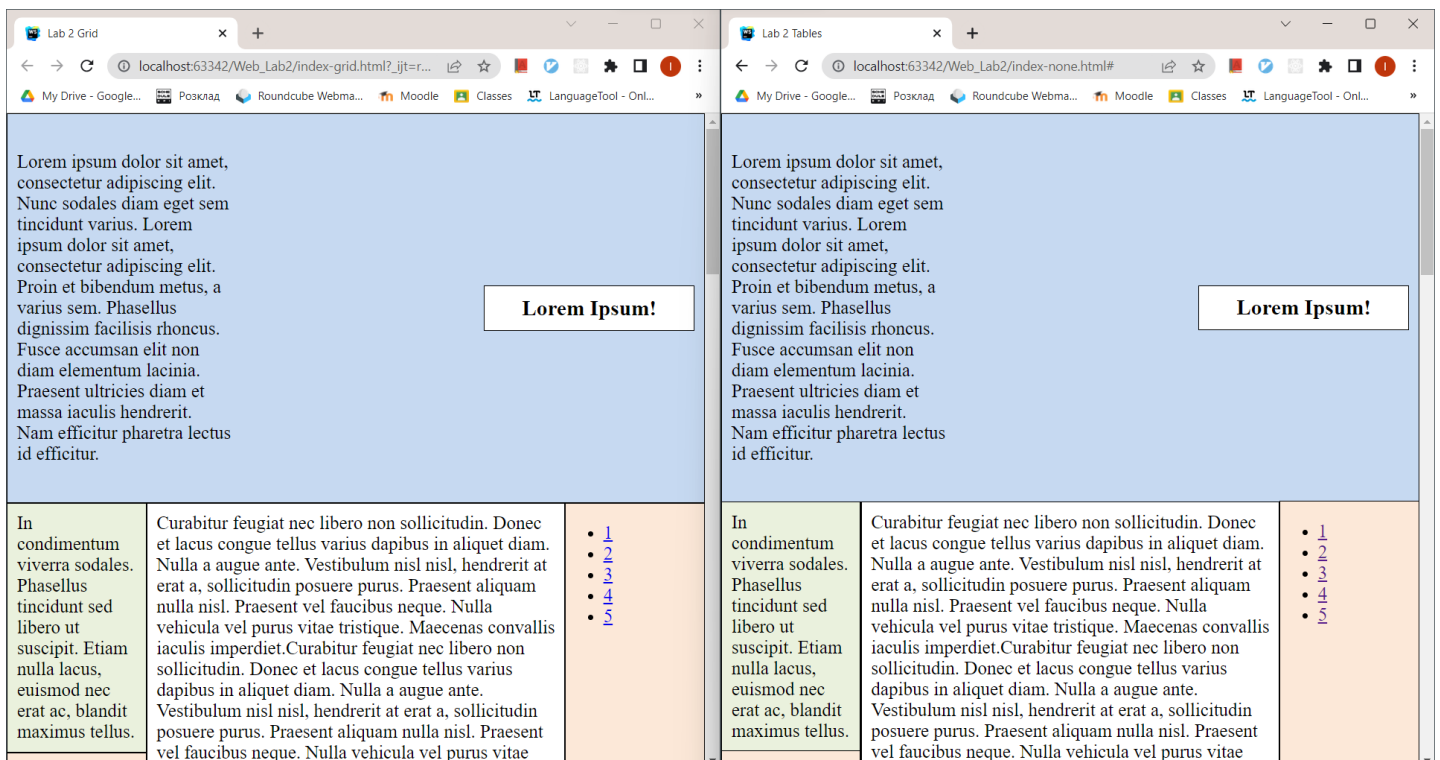 Lab 2 Grid
localhost:63342/Web_Lab2/index-grid.html?_ijt=r...
My Drive - Google... Розклад Roundcube Webma... Moodle Classes LanguageTool - Onl... »
Lorem ipsum dolor sit amet,
consectetur adipiscing elit.
Nunc sodales diam eget sem
tincidunt varius. Lorem
ipsum dolor sit amet,
consectetur adipiscing elit.
Proin et bibendum metus, a
varius sem. Phasellus
dignissim facilisis rhoncus.
Fusce accumsan elit non
diam elementum lacinia.
Praesent ultricies diam et
massa iaculis hendrerit.
Nam efficitur pharetra lectus
id efficitur.
Lorem Ipsum!
In
condimentum
viverra sodales.
Phasellus
tincidunt sed
libero ut
suscipit. Etiam
nulla lacus,
euismod nec
erat ac, blandit
maximus tellus.
Curabitur feugiat nec libero non sollicitudin. Donec
et lacus congue tellus varius dapibus in aliquet diam.
Nulla a augue ante. Vestibulum nisl nisl, hendrerit at
erat a, sollicitudin posuere purus. Praesent aliquam
nulla nisl. Praesent vel faucibus neque. Nulla
vehicula vel purus vitae tristique. Maecenas convallis
iaculis imperdiet.Curabitur feugiat nec libero non
sollicitudin. Donec et lacus congue tellus varius
dapibus in aliquet diam. Nulla a augue ante.
Vestibulum nisl nisl, hendrerit at erat a, sollicitudin
posuere purus. Praesent aliquam nulla nisl. Praesent
vel faucibus neque. Nulla vehicula vel purus vitae
1
2
3
4
5
Lab 2 Tables
localhost:63342/Web_Lab2/index-none.html#
My Drive - Google... Розклад Roundcube Webma... Moodle Classes LanguageTool - Onl... »
Lorem ipsum dolor sit amet,
consectetur adipiscing elit.
Nunc sodales diam eget sem
tincidunt varius. Lorem
ipsum dolor sit amet,
consectetur adipiscing elit.
Proin et bibendum metus, a
varius sem. Phasellus
dignissim facilisis rhoncus.
Fusce accumsan elit non
diam elementum lacinia.
Praesent ultricies diam et
massa iaculis hendrerit.
Nam efficitur pharetra lectus
id efficitur.
Lorem Ipsum!
In
condimentum
viverra sodales.
Phasellus
tincidunt sed
libero ut
suscipit. Etiam
nulla lacus,
euismod nec
erat ac, blandit
maximus tellus.
Curabitur feugiat nec libero non sollicitudin. Donec
et lacus congue tellus varius dapibus in aliquet diam.
Nulla a augue ante. Vestibulum nisl nisl, hendrerit at
erat a, sollicitudin posuere purus. Praesent aliquam
nulla nisl. Praesent vel faucibus neque. Nulla
vehicula vel purus vitae tristique. Maecenas convallis
iaculis imperdiet.Curabitur feugiat nec libero non
sollicitudin. Donec et lacus congue tellus varius
dapibus in aliquet diam. Nulla a augue ante.
Vestibulum nisl nisl, hendrerit at erat a, sollicitudin
posuere purus. Praesent aliquam nulla nisl. Praesent
vel faucibus neque. Nulla vehicula vel purus vitae
1
2
3
4
5